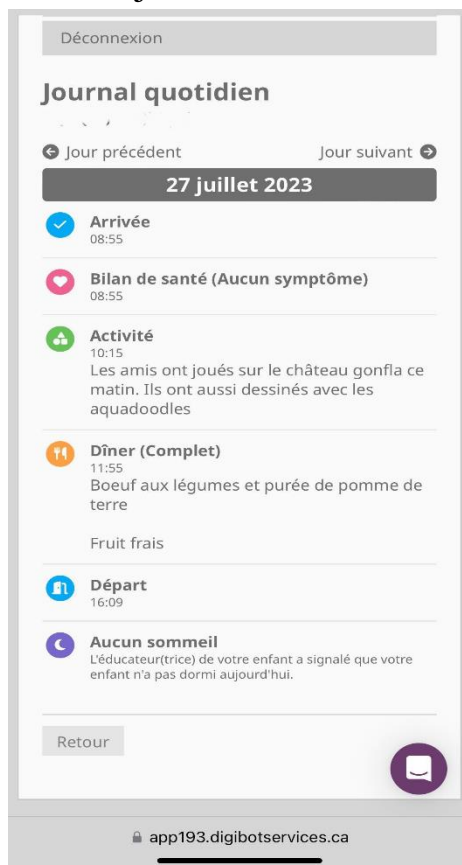 Déconnexion
Journal quotidien
Jour précédent
Jour suivant
27 juillet 2023
Arrivée
08:55
Bilan de santé (Aucun symptôme)
08:55
Activité
10:15
Les amis ont joués sur le château gonfla ce
matin. Ils ont aussi dessinés avec les
aquadoodles
Dîner (Complet)
11:55
Boeuf aux légumes et purée de pomme de
terre
Fruit frais
Départ
16:09
Aucun sommeil
L'éducateur(trice) de votre enfant a signalé que votre
enfant n'a pas dormi aujourd'hui.
Retour
app193.digibotservices.ca